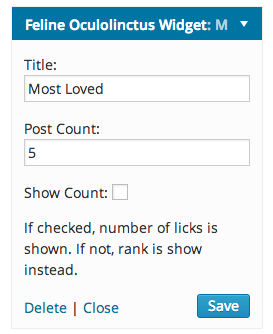 Feline Oculolinctus Widget: M
Title:
Most Loved
Post Count:
5
Show Count:
If checked, number of licks is
shown. If not, rank is show
instead.
Delete | Close
Save